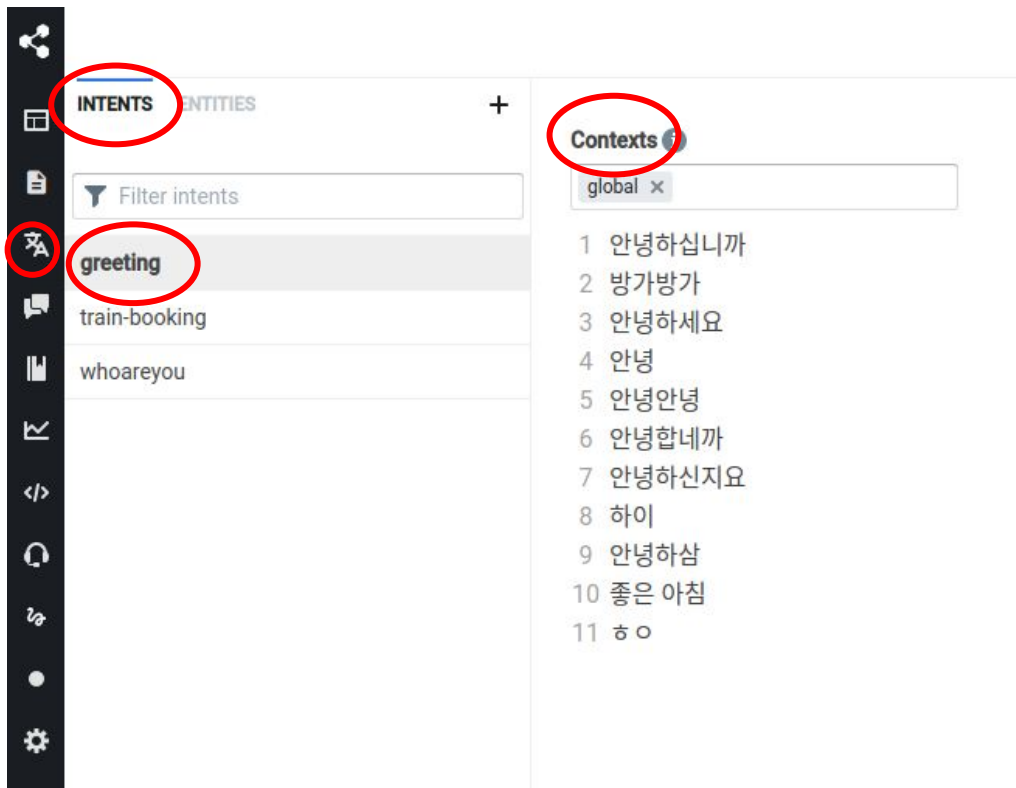 INTENTS ENTITIES +
Filter intents
greeting
train-booking
whoareyou
Contexts
global ×
1 안녕하십니까
2 방가방가
3 안녕하세요
4 안녕
5 안녕안녕
6 안녕합네까
7 안녕하신지요
8 하이
9 안녕하삼
10 좋은 아침
11 ㅎㅇ